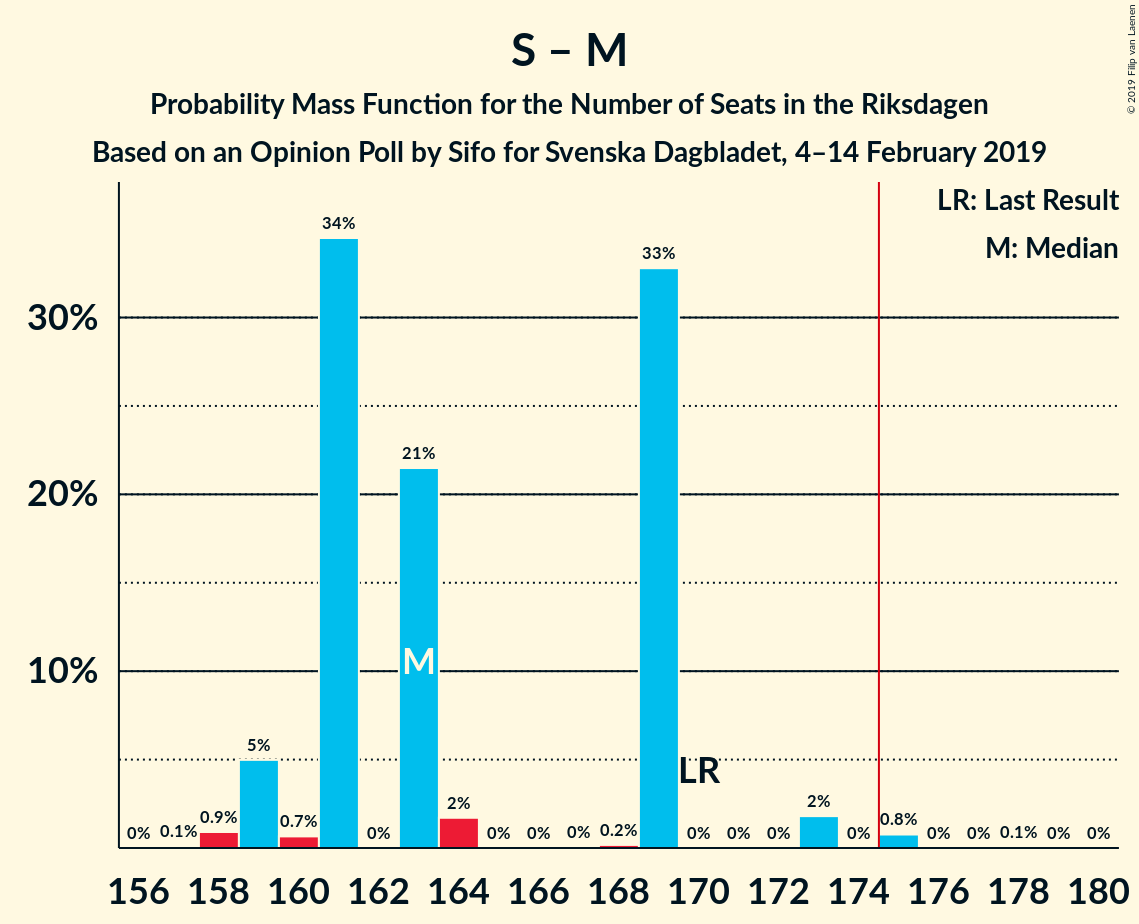 S – M
Probability Mass Function for the Number of Seats in the Riksdagen
Based on an Opinion Poll by Sifo for Svenska Dagbladet, 4–14 February 2019
© 2019 Filip van Laenen
LR: Last Result
M: Median
30%
20%
10%
0% 0.1% 0.9% 5% 0.7% 34% 0% 21% 2% 0% 0% 0% 0.2% 33% 0% 0% 0% 2% 0% 0.8% 0% 0% 0.1% 0% 0%
M
LR
156 158 160 162 164 166 168 170 172 174 176 178 180